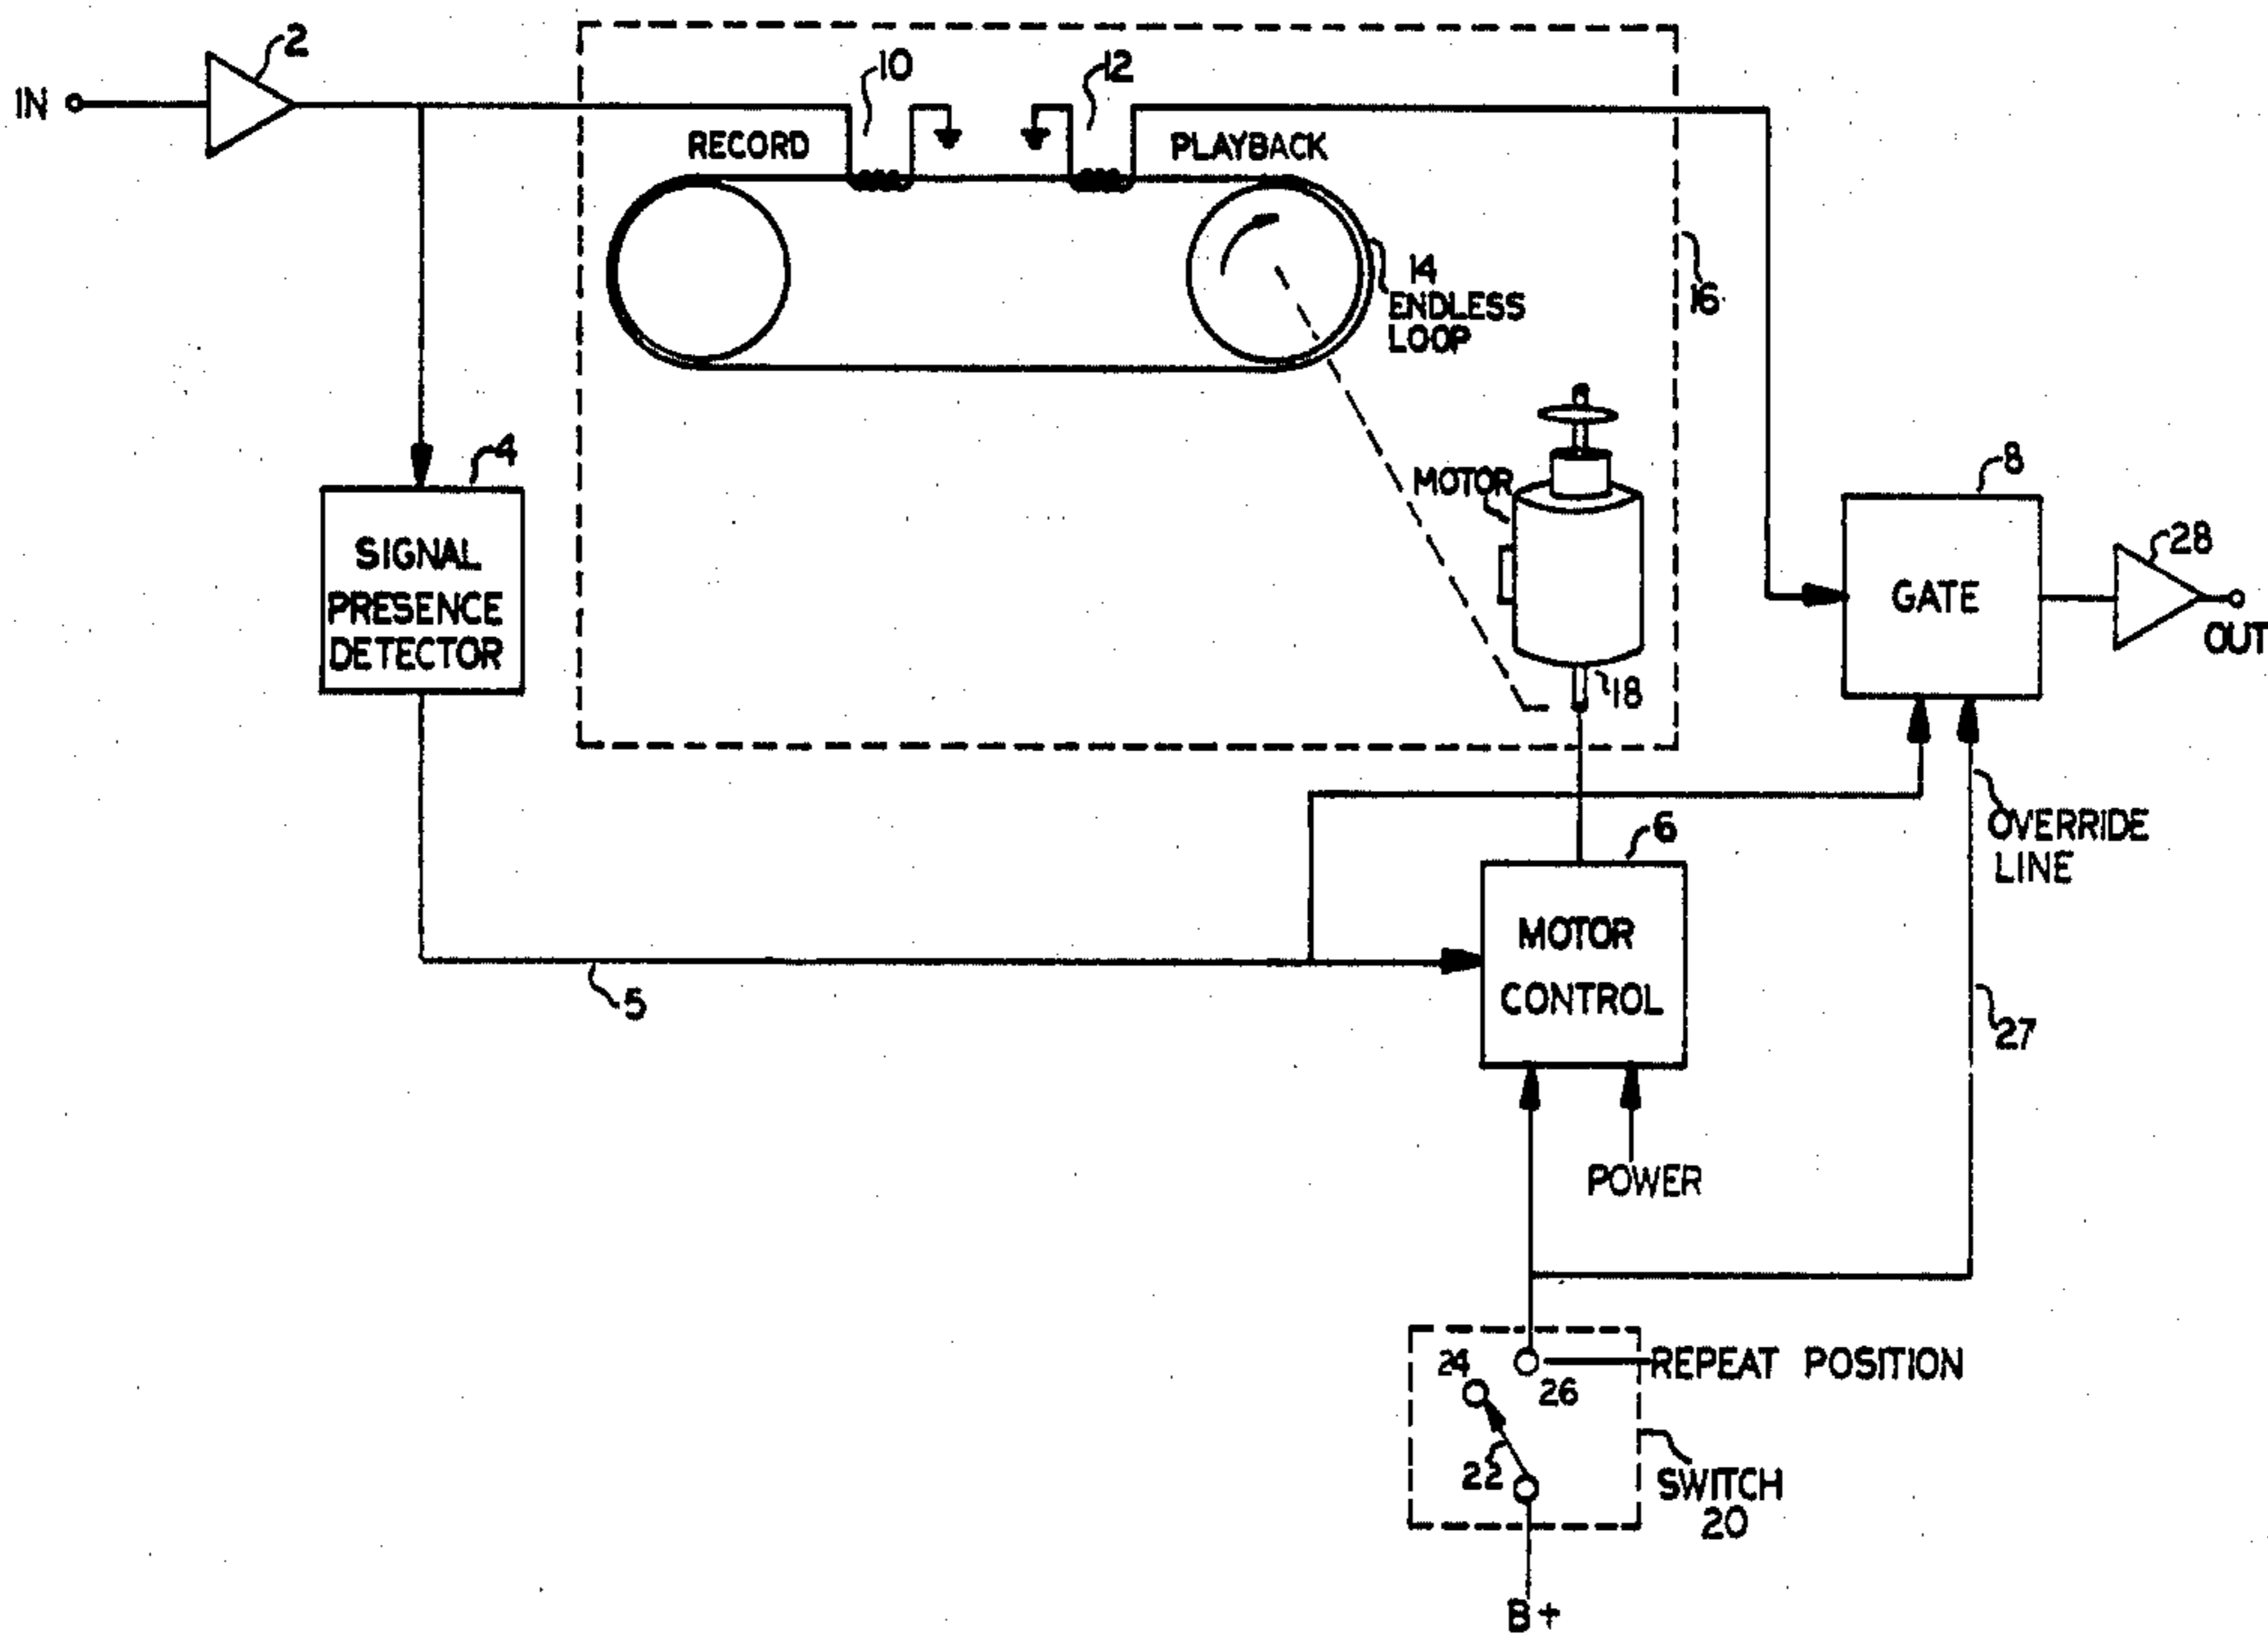 2
IN
10
12
RECORD
PLAYBACK
14
ENDLESS
LOOP
16
4
SIGNAL
PRESENCE
DETECTOR
MOTOR
18
8
GATE
28
OUT
OVERRIDE
LINE
6
MOTOR
CONTROL
5
27
POWER
24
26
REPEAT POSITION
22
SWITCH
20
B+